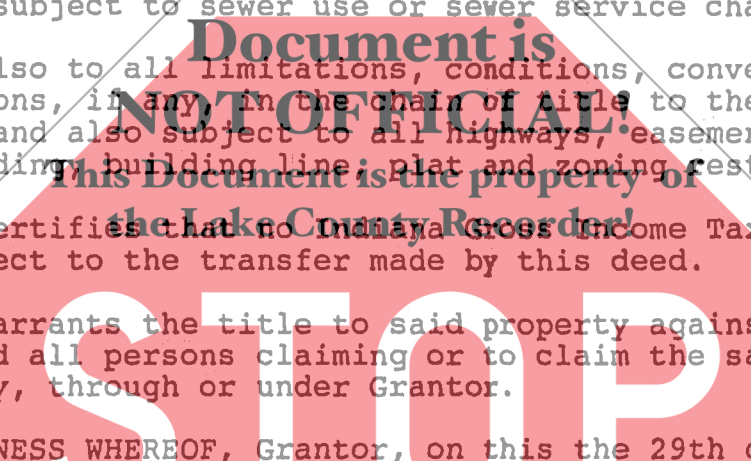 subject to sewer use or sewer service cha
Document is
lso to all limitations, conditions, conve
ons, if any, in the chain of title to the
NOT OFFICIAL!
and also subject to all highways, easemen
ding, building line, plat and zoning rest
This Document is the property of
the Lake County Recorder!
ertifies that no Indiana Gross Income Tax
ect to the transfer made by this deed.
STOP
arrants the title to said property agains
d all persons claiming or to claim the sa
y, through or under Grantor.
NESS WHEREOF, Grantor, on this the 29th d